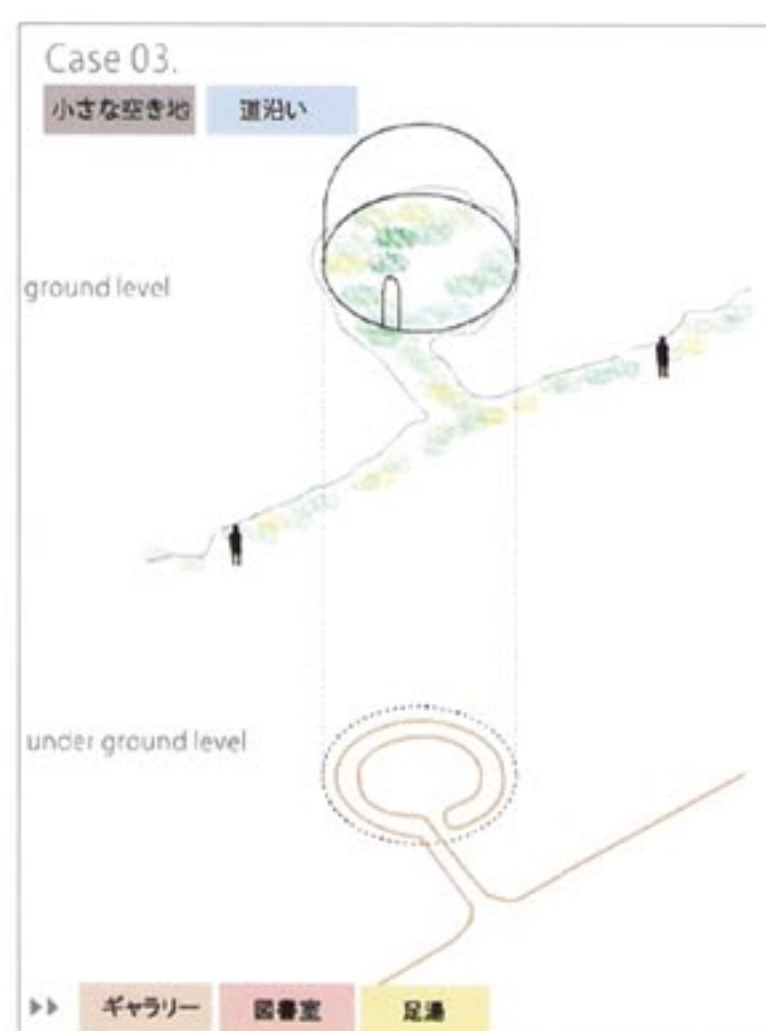 Case 03.
小さな空き地 道沿い
ground level
under ground level
▶▶ ギャラリー 図書室 足湯